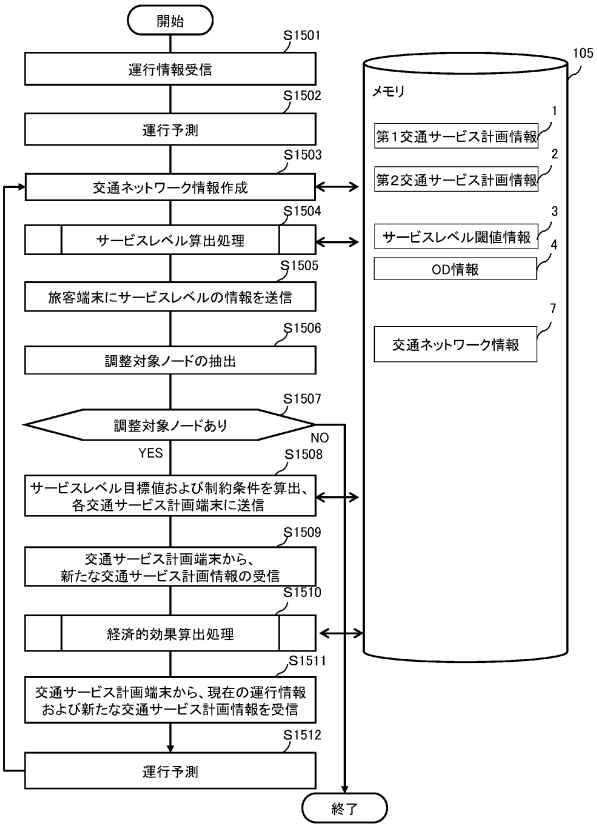 開始
S1501
運行情報受信
S1502
運行予測
S1503
交通ネットワーク情報作成
S1504
サービスレベル算出処理
S1505
旅客端末にサービスレベルの情報を送信
S1506
調整対象ノードの抽出
S1507
調整対象ノードあり
NO
YES
S1508
サービスレベル目標値および制約条件を算出、
各交通サービス計画端末に送信
S1509
交通サービス計画端末から、
新たな交通サービス計画情報の受信
S1510
経済的効果算出処理
S1511
交通サービス計画端末から、現在の運行情報
および新たな交通サービス計画情報を受信
S1512
運行予測
終了
105
メモリ
1
第1交通サービス計画情報
2
第2交通サービス計画情報
3
サービスレベル閾値情報
4
OD情報
7
交通ネットワーク情報